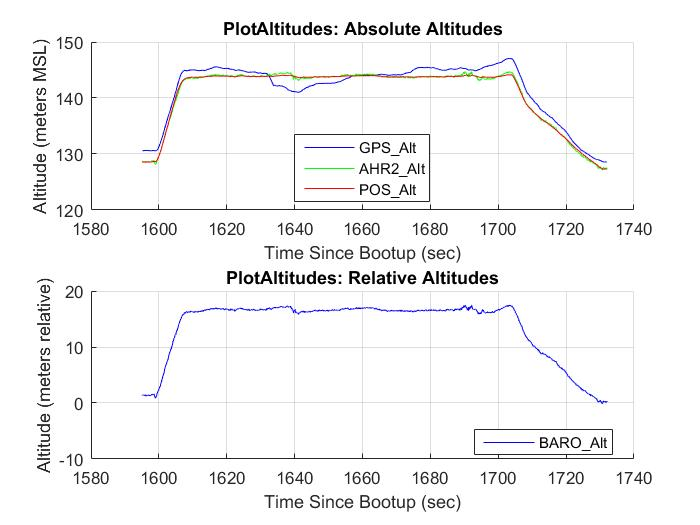 PlotAltitudes: Absolute Altitudes
Altitude (meters MSL)
150
140
130
120
GPS_Alt
AHR2_Alt
POS_Alt
1580 1600 1620 1640 1660 1680 1700 1720 1740
Time Since Bootup (sec)
PlotAltitudes: Relative Altitudes
Altitude (meters relative)
20
10
0
-10
BARO_Alt
1580 1600 1620 1640 1660 1680 1700 1720 1740
Time Since Bootup (sec)